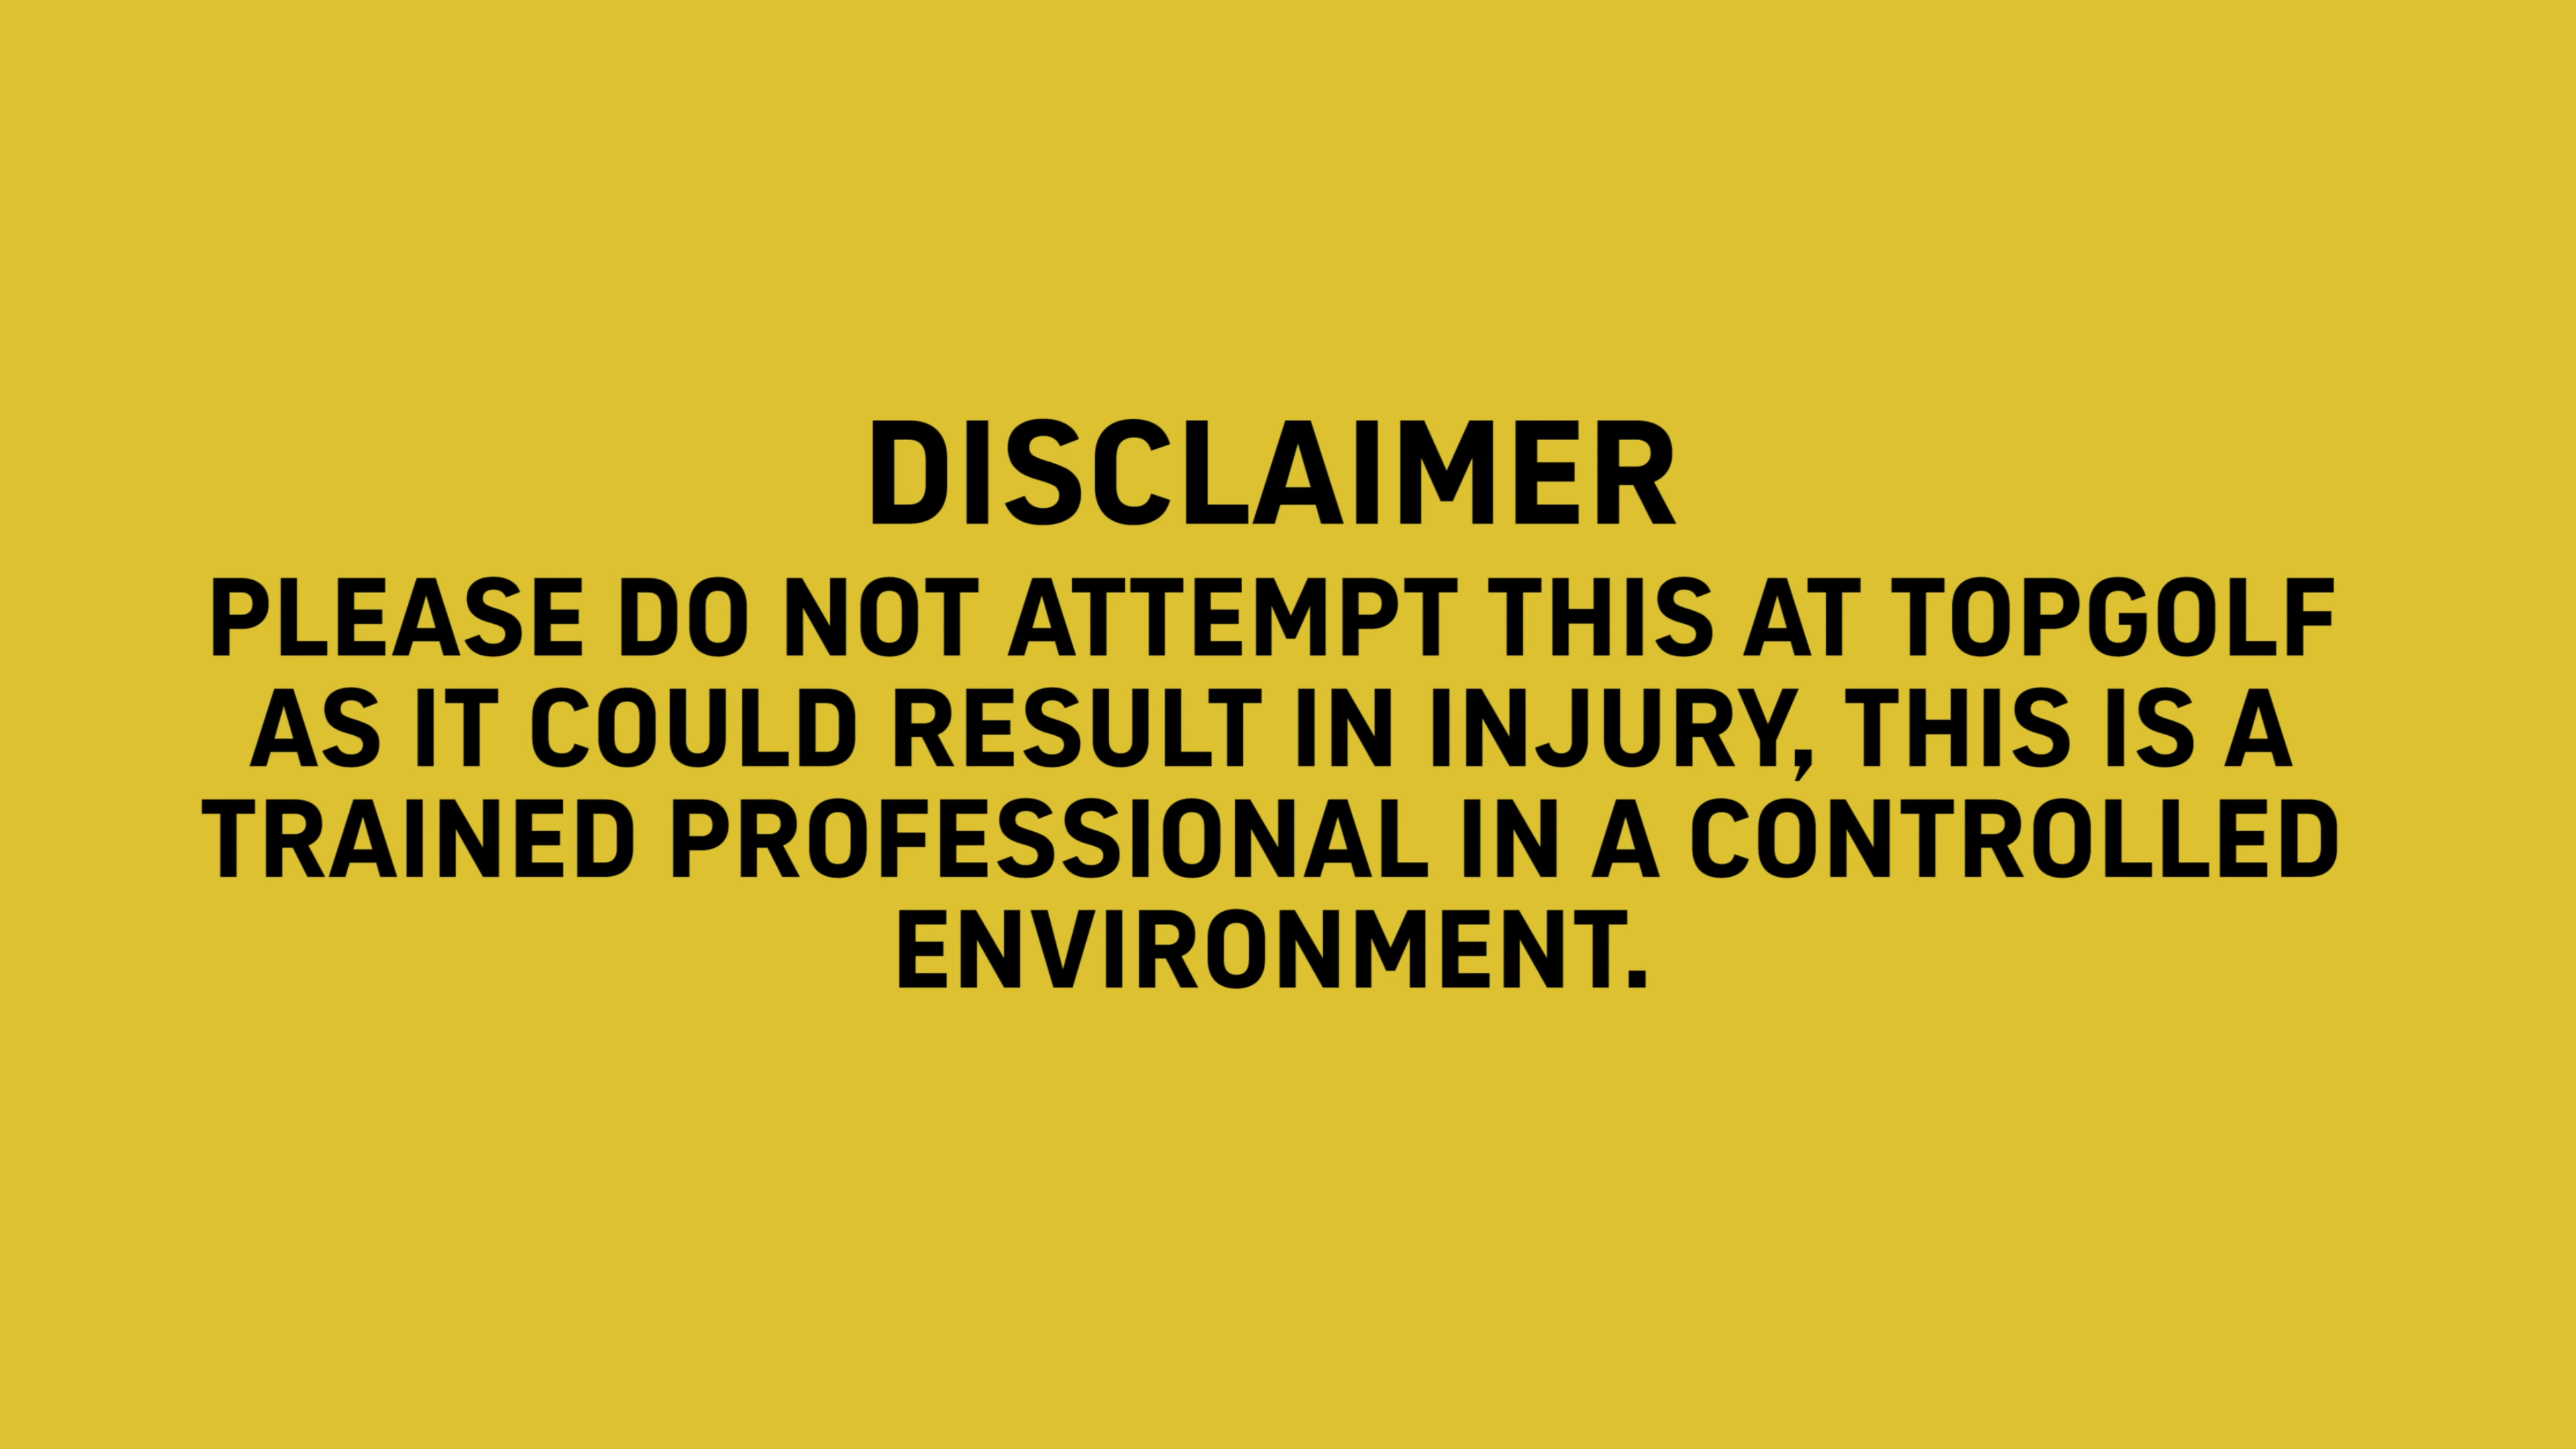 DISCLAIMER
PLEASE DO NOT ATTEMPT THIS AT TOPGOLF
AS IT COULD RESULT IN INJURY, THIS IS A
TRAINED PROFESSIONAL IN A CONTROLLED
ENVIRONMENT.